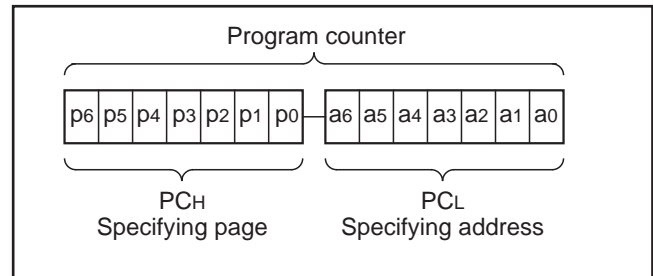 Program counter
p6 p5 p4 p3 p2 p1 p0 a6 a5 a4 a3 a2 a1 a0
PCH PCL
Specifying page Specifying address